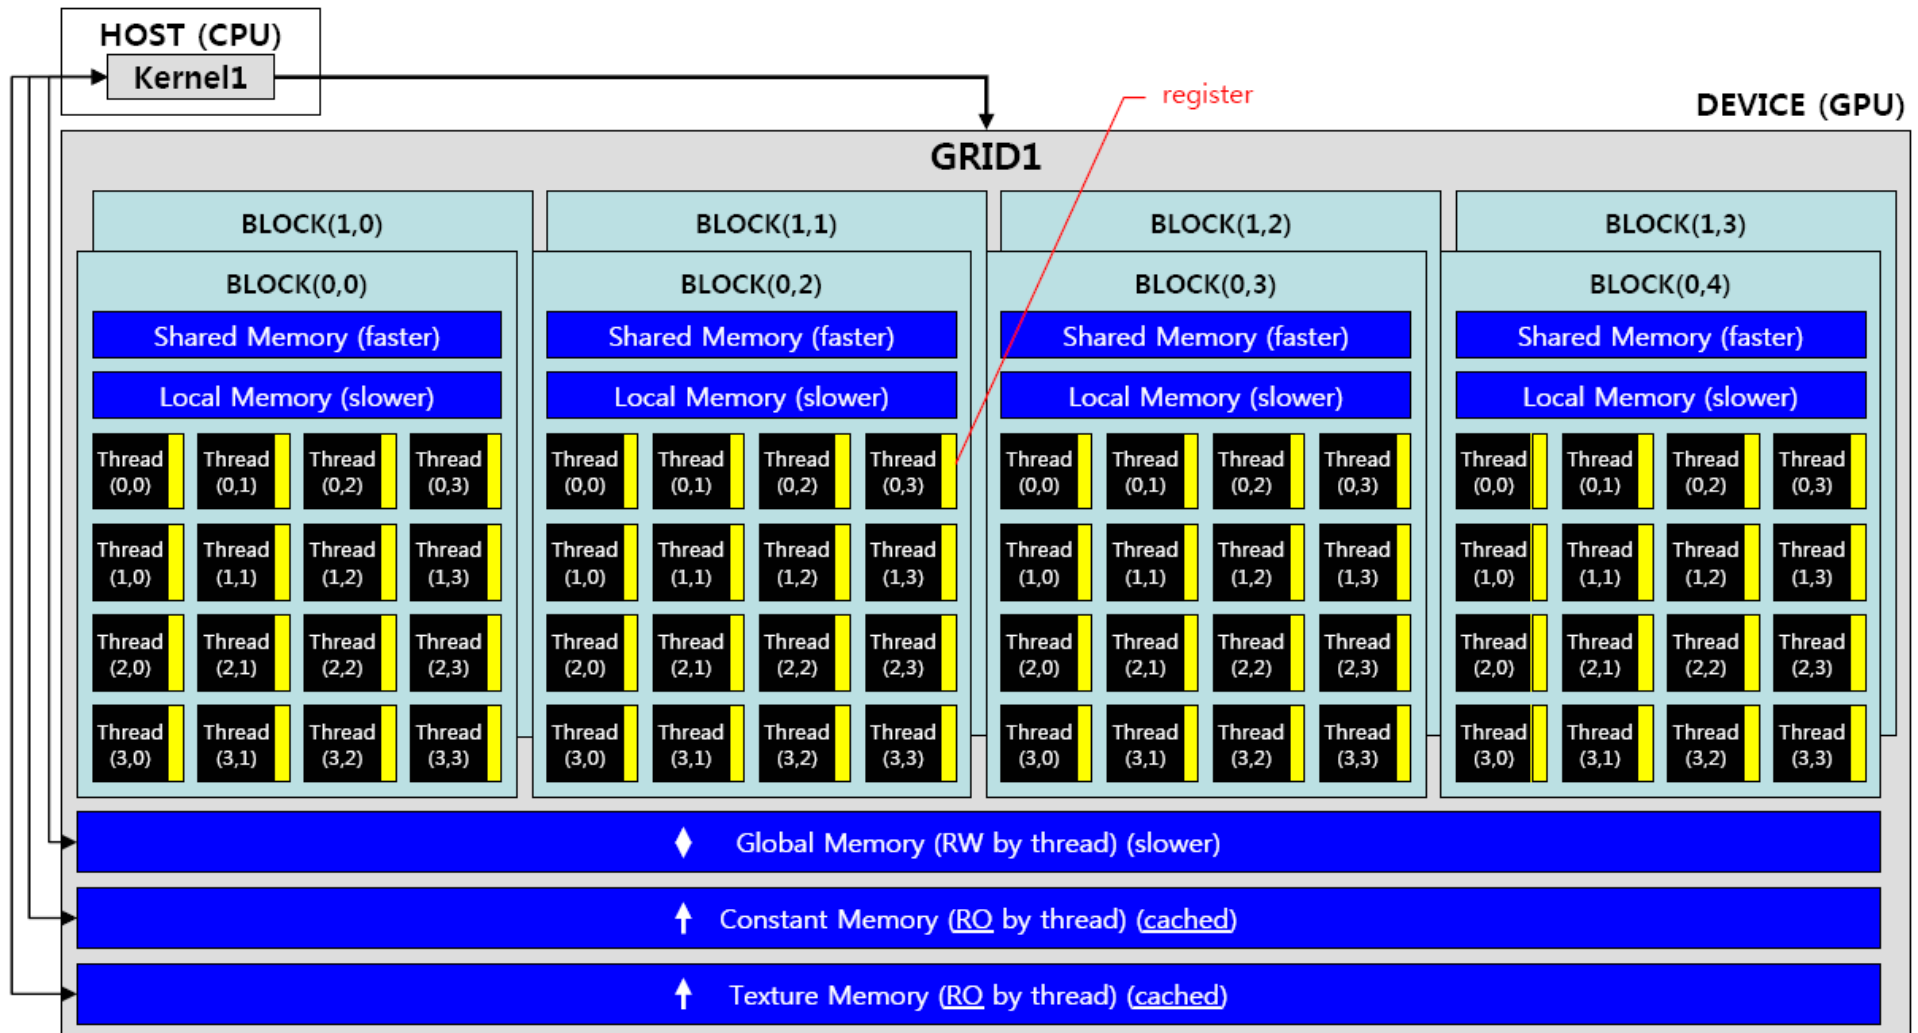 HOST (CPU)
Kernel1
register
DEVICE (GPU)
GRID1
BLOCK(1,0)
BLOCK(1,1)
BLOCK(1,2)
BLOCK(1,3)
BLOCK(0,0)
BLOCK(0,2)
BLOCK(0,3)
BLOCK(0,4)
Shared Memory (faster)
Shared Memory (faster)
Shared Memory (faster)
Shared Memory (faster)
Local Memory (slower)
Local Memory (slower)
Local Memory (slower)
Local Memory (slower)
Thread Thread Thread Thread Thread Thread Thread Thread Thread Thread Thread Thread Thread Thread Thread Thread
(0,0) (0,1) (0,2) (0,3) (0,0) (0,1) (0,2) (0,3) (0,0) (0,1) (0,2) (0,3) (0,0) (0,1) (0,2) (0,3)
Thread Thread Thread Thread Thread Thread Thread Thread Thread Thread Thread Thread Thread Thread Thread Thread
(1,0) (1,1) (1,2) (1,3) (1,0) (1,1) (1,2) (1,3) (1,0) (1,1) (1,2) (1,3) (1,0) (1,1) (1,2) (1,3)
Thread Thread Thread Thread Thread Thread Thread Thread Thread Thread Thread Thread Thread Thread Thread Thread
(2,0) (2,1) (2,2) (2,3) (2,0) (2,1) (2,2) (2,3) (2,0) (2,1) (2,2) (2,3) (2,0) (2,1) (2,2) (2,3)
Thread Thread Thread Thread Thread Thread Thread Thread Thread Thread Thread Thread Thread Thread Thread Thread
(3,0) (3,1) (3,2) (3,3) (3,0) (3,1) (3,2) (3,3) (3,0) (3,1) (3,2) (3,3) (3,0) (3,1) (3,2) (3,3)
Global Memory (RW by thread) (slower)
Constant Memory (RO by thread) (cached)
Texture Memory (RO by thread) (cached)